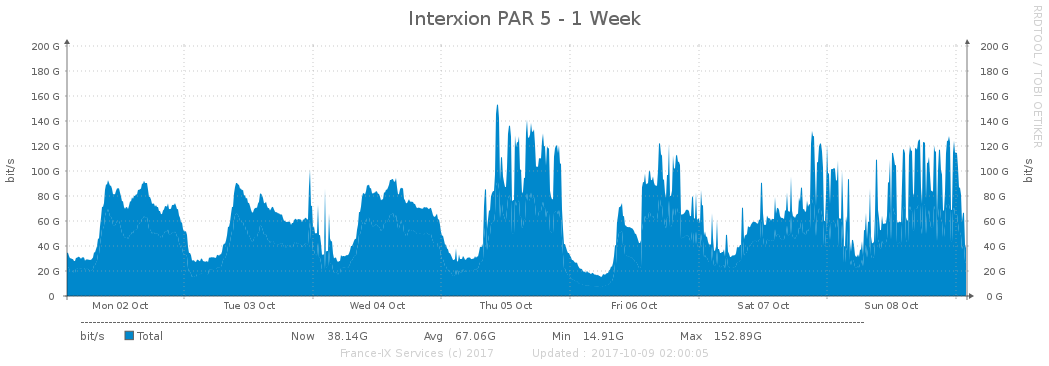 Interxion PAR 5 - 1 Week
RRDTOOL / TOBI OETIKER
bit/s
200 G 200 G
180 G 180 G
160 G 160 G
140 G 140 G
120 G 120 G
100 G 100 G
80 G 80 G
60 G 60 G
40 G 40 G
20 G 20 G
0 0 G
bit/s
Mon 02 Oct Tue 03 Oct Wed 04 Oct Thu 05 Oct Fri 06 Oct Sat 07 Oct Sun 08 Oct
bit/s Total Now 38.14G Avg 67.06G Min 14.91G Max 152.89G
France-IX Services (c) 2017 Updated : 2017-10-09 02:00:05